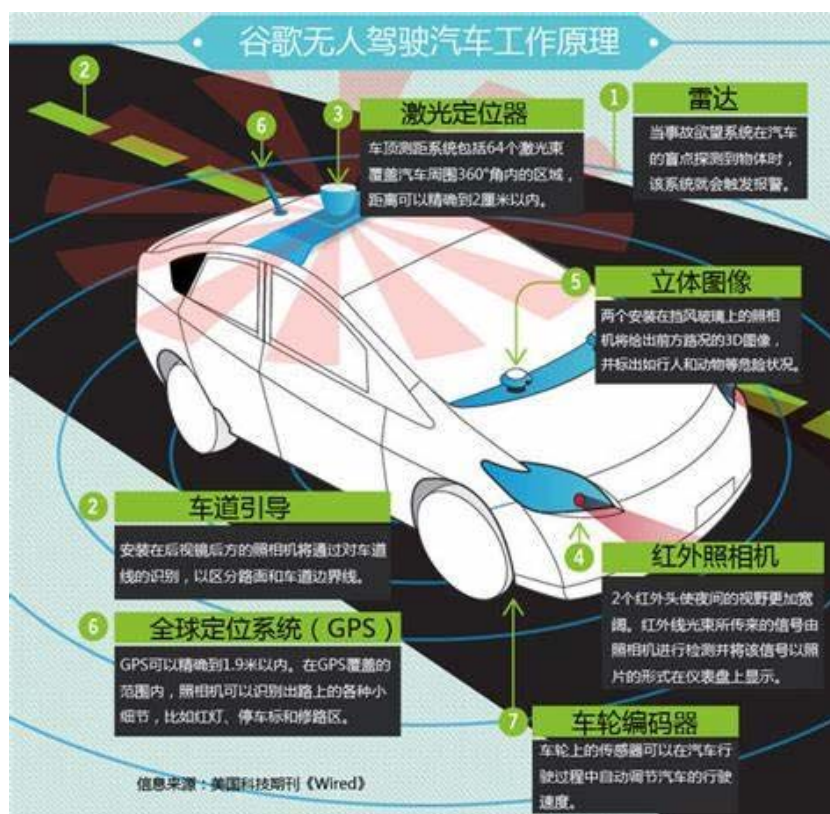 谷歌无人驾驶汽车工作原理
1
雷达
当事故欲望系统在汽车
的盲点探测到物体时，
该系统就会触发报警。
2
6
3
激光定位器
车顶测距系统包括64个激光束
覆盖汽车周围360°角内的区域，
距离可以精确到2厘米以内。
5
立体图像
两个安装在挡风玻璃上的照相
机将给出前方路况的3D图像，
并标出如行人和动物等危险状况。
2
车道引导
安装在后视镜后方的照相机将通过对车道
线的识别，以区分路面和车道边界线。
4
红外照相机
2个红外头使夜间的视野更加宽
阔。红外线光束所传来的信号由
照相机进行检测并将该信号以照
片的形式在仪表盘上显示。
6
全球定位系统（GPS）
GPS可以精确到1.9米以内。在GPS覆盖的
范围内，照相机可以识别出路上的各种小
细节，比如红灯、停车标和修路区。
7
车轮编码器
车轮上的传感器可以在汽车行
驶过程中自动调节汽车的行驶
速度。
信息来源：美国科技期刊《Wired》